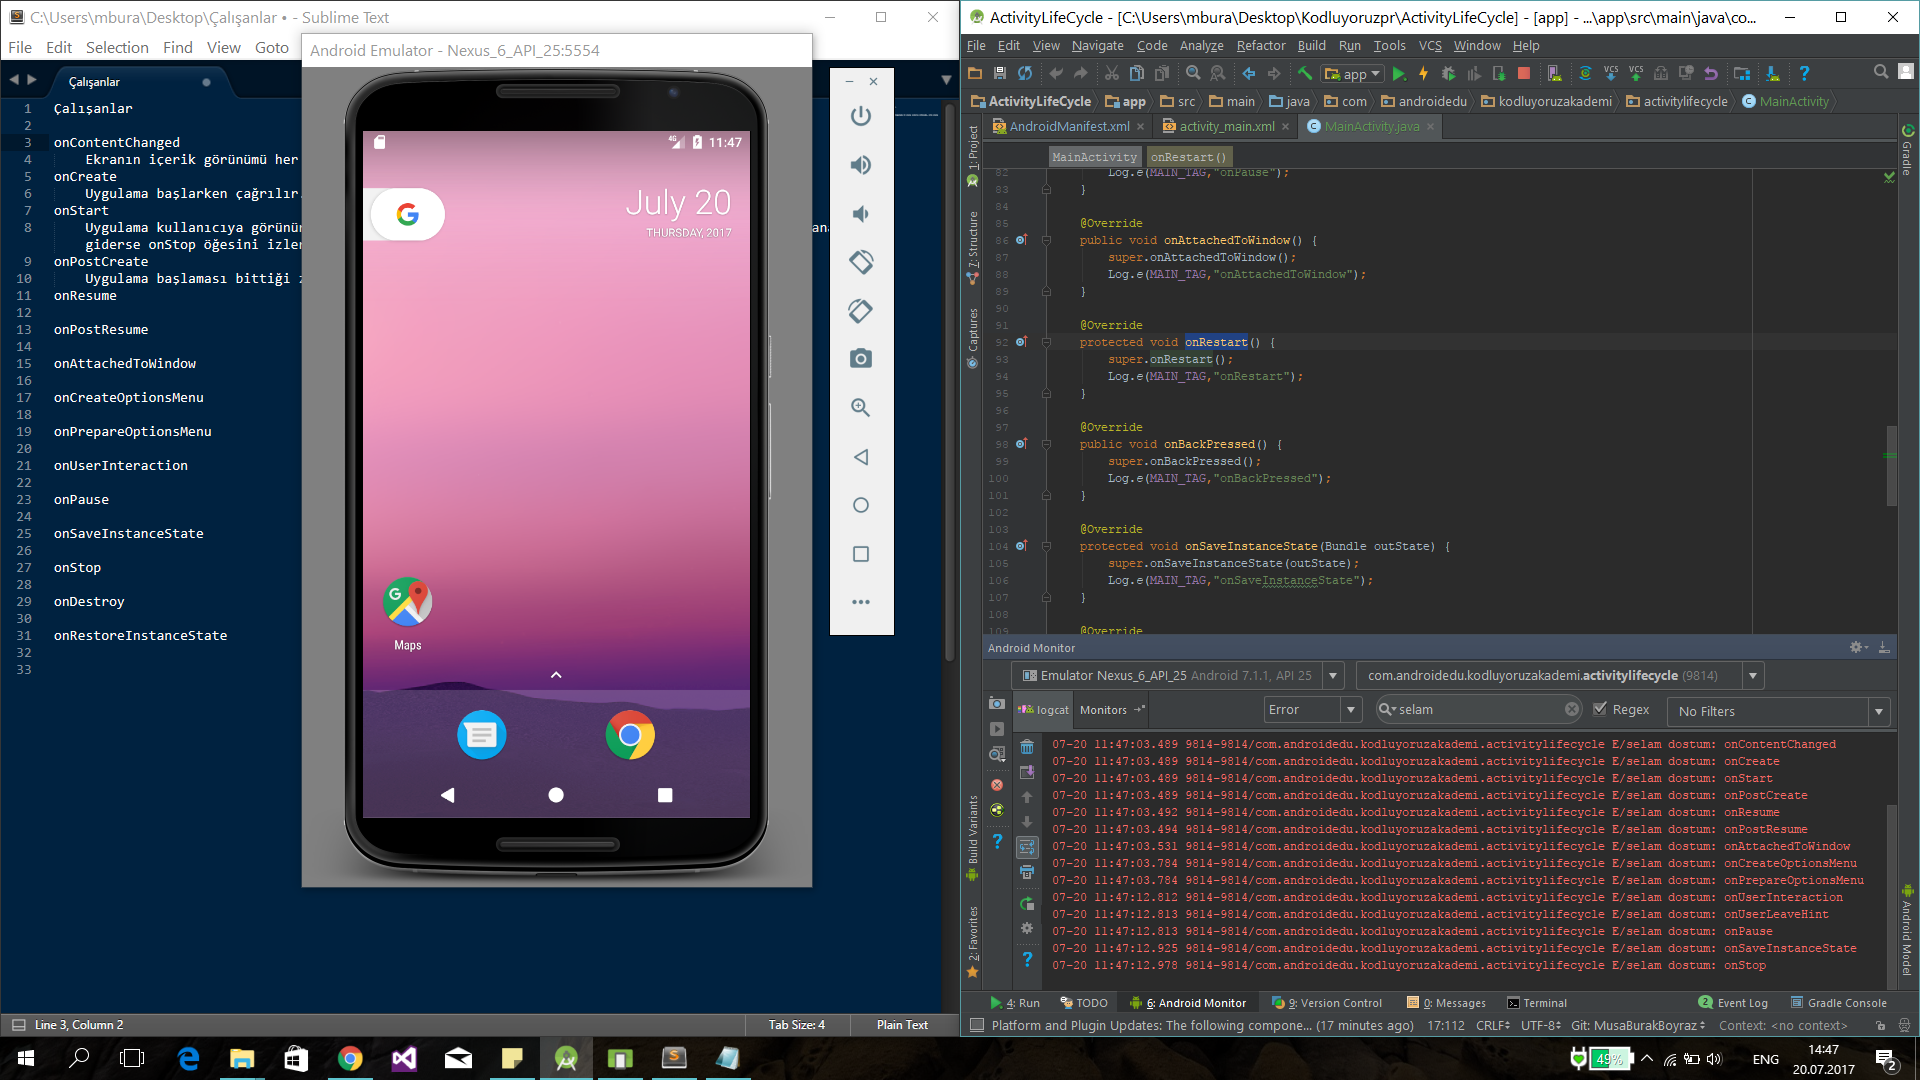 C:\Users\mbura\Desktop\Çalışanlar • - Sublime Text
File Edit Selection Find View Goto
Çalışanlar
1 Çalışanlar
2
3 onContentChanged
4 Ekranın içerik görünümü her
5 onCreate
6 Uygulama başlarken çağrılır.
7 onStart
8 Uygulama kullanıcıya görünür
giderse onStop öğesini izler
9 onPostCreate
10 Uygulama başlaması bittiği
11 onResume
12
13 onPostResume
14
15 onAttachedToWindow
16
17 onCreateOptionsMenu
18
19 onPrepareOptionsMenu
20
21 onUserInteraction
22
23 onPause
24
25 onSaveInstanceState
26
27 onStop
28
29 onDestroy
30
31 onRestoreInstanceState
32
33
Line 3, Column 2
Tab Size: 4
Plain Text
Android Emulator - Nexus_6_API_25:5554
4G 11:47
G
July 20
THURSDAY, 2017
Maps
ActivityLifeCycle - [C:\Users\mbura\Desktop\Kodluyoruzpr\ActivityLifeCycle] - [app] - ...\app\src\main\java\co...
File Edit View Navigate Code Analyze Refactor Build Run Tools VCS Window Help
app
VCS VCS
ActivityLifeCycle app src main java com androidedu kodluyoruzakademi activitylifecycle MainActivity
AndroidManifest.xml activity_main.xml MainActivity.java
MainActivity onRestart()
1: Project
7: Structure
Captures
Build Variants
2: Favorites
Gradle
Android Model
82 Log.e(MAIN_TAG,"onPause");
83 }
84
85 @Override
86 public void onAttachedToWindow() {
87 super.onAttachedToWindow();
88 Log.e(MAIN_TAG,"onAttachedToWindow");
89 }
90
91 @Override
92 protected void onRestart() {
93 super.onRestart();
94 Log.e(MAIN_TAG,"onRestart");
95 }
96
97 @Override
98 public void onBackPressed() {
99 super.onBackPressed();
100 Log.e(MAIN_TAG,"onBackPressed");
101 }
102
103 @Override
104 protected void onSaveInstanceState(Bundle outState) {
105 super.onSaveInstanceState(outState);
106 Log.e(MAIN_TAG,"onSaveInstanceState");
107 }
108
109 @Override
Android Monitor
Emulator Nexus_6_API_25 Android 7.1.1, API 25
com.androidedu.kodluyoruzakademi.activitylifecycle (9814)
logcat Monitors
Error
selam
Regex
No Filters
07-20 11:47:03.489 9814-9814/com.androidedu.kodluyoruzakademi.activitylifecycle E/selam dostum: onContentChanged
07-20 11:47:03.489 9814-9814/com.androidedu.kodluyoruzakademi.activitylifecycle E/selam dostum: onCreate
07-20 11:47:03.489 9814-9814/com.androidedu.kodluyoruzakademi.activitylifecycle E/selam dostum: onStart
07-20 11:47:03.489 9814-9814/com.androidedu.kodluyoruzakademi.activitylifecycle E/selam dostum: onPostCreate
07-20 11:47:03.492 9814-9814/com.androidedu.kodluyoruzakademi.activitylifecycle E/selam dostum: onResume
07-20 11:47:03.494 9814-9814/com.androidedu.kodluyoruzakademi.activitylifecycle E/selam dostum: onPostResume
07-20 11:47:03.531 9814-9814/com.androidedu.kodluyoruzakademi.activitylifecycle E/selam dostum: onAttachedToWindow
07-20 11:47:03.784 9814-9814/com.androidedu.kodluyoruzakademi.activitylifecycle E/selam dostum: onCreateOptionsMenu
07-20 11:47:03.784 9814-9814/com.androidedu.kodluyoruzakademi.activitylifecycle E/selam dostum: onPrepareOptionsMenu
07-20 11:47:12.812 9814-9814/com.androidedu.kodluyoruzakademi.activitylifecycle E/selam dostum: onUserInteraction
07-20 11:47:12.813 9814-9814/com.androidedu.kodluyoruzakademi.activitylifecycle E/selam dostum: onUserLeaveHint
07-20 11:47:12.813 9814-9814/com.androidedu.kodluyoruzakademi.activitylifecycle E/selam dostum: onPause
07-20 11:47:12.925 9814-9814/com.androidedu.kodluyoruzakademi.activitylifecycle E/selam dostum: onSaveInstanceState
07-20 11:47:12.978 9814-9814/com.androidedu.kodluyoruzakademi.activitylifecycle E/selam dostum: onStop
4: Run TODO 6: Android Monitor 9: Version Control 0: Messages Terminal 2 Event Log Gradle Console
Platform and Plugin Updates: The following compone... (17 minutes ago) 17:112 CRLF UTF-8 Git: MusaBurakBoyraz Context: <no context>
49%
ENG
14:47
20.07.2017
2